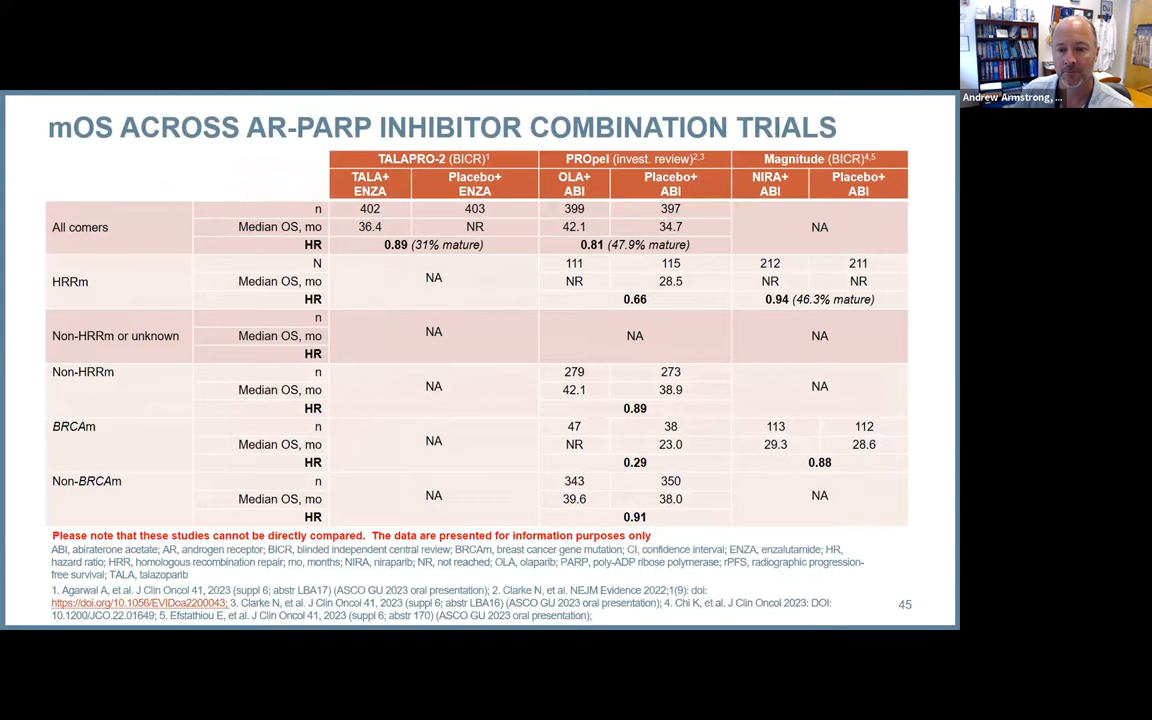 Andrew Armstrong, ...
mOS ACROSS AR-PARP INHIBITOR COMBINATION TRIALS
TALAPRO-2 (BICR)1 PROpel (invest. review)2,3 Magnitude (BICR)4,5
TALA+ ENZA Placebo+ ENZA OLA+ ABI Placebo+ ABI NIRA+ ABI Placebo+ ABI
All comers
n 402 403 399 397
Median OS, mo 36.4 NR 42.1 34.7 NA
HR 0.89 (31% mature) 0.81 (47.9% mature)
HRRm
N 111 115 212 211
Median OS, mo NA NR 28.5 NR NR
HR 0.66 0.94 (46.3% mature)
Non-HRRm or unknown
n
Median OS, mo NA NA NA
HR
Non-HRRm
n 279 273
Median OS, mo NA 42.1 38.9 NA
HR 0.89
BRCAm
n 47 38 113 112
Median OS, mo NA NR 23.0 29.3 28.6
HR 0.29 0.88
Non-BRCAm
n 343 350
Median OS, mo NA 39.6 38.0 NA
HR 0.91
Please note that these studies cannot be directly compared. The data are presented for information purposes only
ABI, abiraterone acetate; AR, androgen receptor; BICR, blinded independent central review; BRCAm, breast cancer gene mutation; CI, confidence interval; ENZA, enzalutamide; HR,
hazard ratio; HRR, homologous recombination repair; mo, months; NIRA, niraparib; NR, not reached; OLA, olaparib; PARP, poly-ADP ribose polymerase; rPFS, radiographic progression-
free survival; TALA, talazoparib
1. Agarwal A, et al. J Clin Oncol 41, 2023 (suppl 6; abstr LBA17) (ASCO GU 2023 oral presentation). 2. Clarke N, et al. NEJM Evidence 2022;1(9): doi:
https://doi.org/10.1056/EVIDoa2200043; 3. Clarke N, et al. J Clin Oncol 41, 2023 (suppl 6; abstr LBA16) (ASCO GU 2023 oral presentation). 4. Chi K, et al. J Clin Oncol 2023: DOI:
10.1200/JCO.22.01649; 5. Efstathiou E, et al. J Clin Oncol 41, 2023 (suppl 6; abstr 170) (ASCO GU 2023 oral presentation);
45